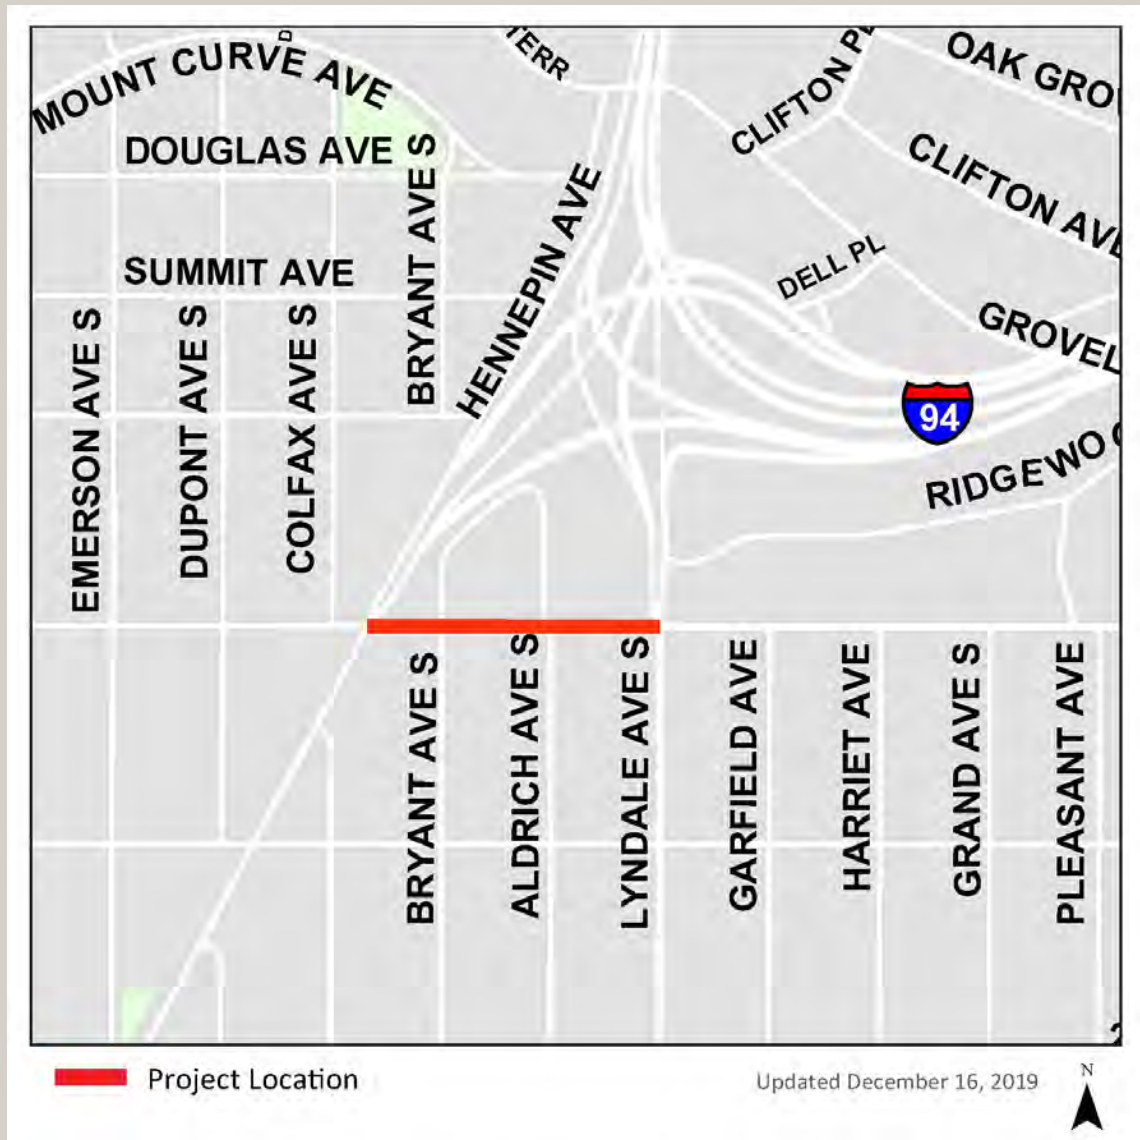 MOUNT CURVE AVE
D
TERR
CLIFTON PL
OAK GRO
DOUGLAS AVE
BRYANT AVE S
CLIFTON AVE
HENNEPIN AVE
SUMMIT AVE
DELL PL
GROVEL
EMERSON AVE S
DUPONT AVE S
COLFAX AVE S
94
RIDGEWOO
BRYANT AVE S
ALDRICH AVE S
LYNDALE AVE S
GARFIELD AVE
HARRIET AVE
GRAND AVE S
PLEASANT AVE
2
Project Location
Updated December 16, 2019
N